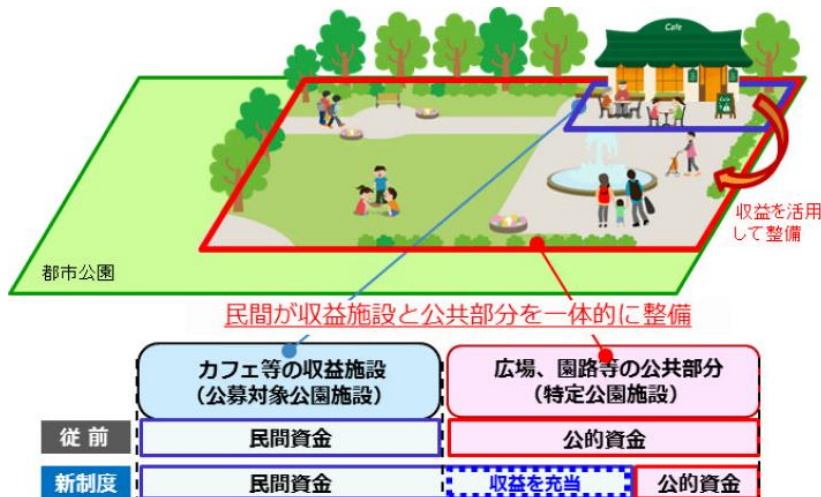 Cafe
収益を活用
して整備
都市公園
民間が収益施設と公共部分を一体的に整備
カフェ等の収益施設
(公募対象公園施設)
広場、園路等の公共部分
(特定公園施設)
従前
民間資金
公的資金
新制度
民間資金
収益を充当
公的資金